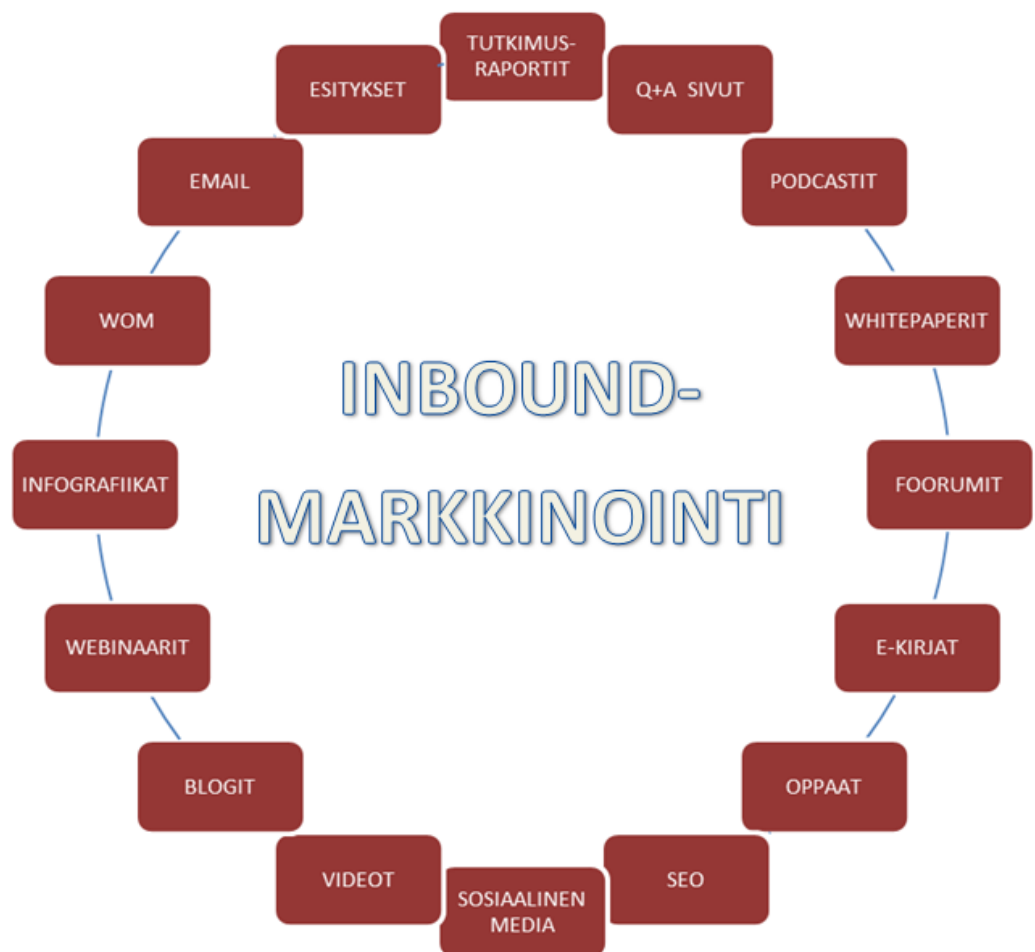 TUTKIMUS-
RAPORTIT
Q+A SIVUT
PODCASTIT
WHITEPAPERIT
FOORUMIT
E-KIRJAT
OPPAAT
SEO
SOSIAALINEN
MEDIA
VIDEOT
BLOGIT
WEBINAARIT
INFOGRAFIIKAT
WOM
EMAIL
ESITYKSET
INBOUND-
MARKKINOINTI